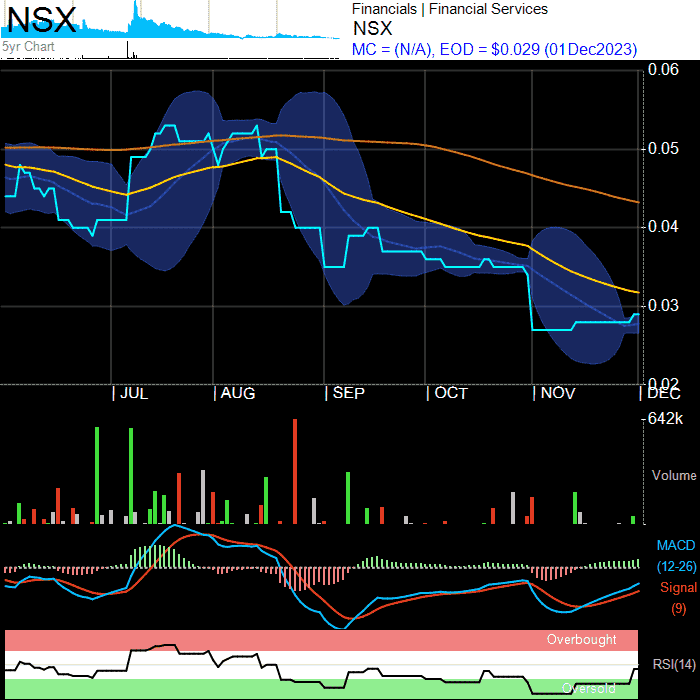 NSX
5yr Chart
Financials | Financial Services
NSX
MC = (N/A), EOD = $0.029 (01Dec2023)
0.06
0.05
0.04
0.03
0.02
| JUL | AUG | SEP | OCT | NOV | DEC
642k
Volume
MACD
(12-26)
Signal
(9)
Overbought
RSI(14)
Oversold